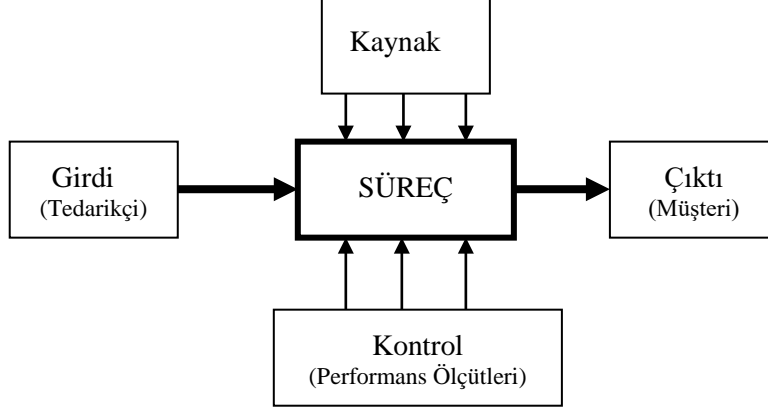 Kaynak
Girdi
(Tedarikçi)
SÜREÇ
Çıktı
(Müşteri)
Kontrol
(Performans Ölçütleri)